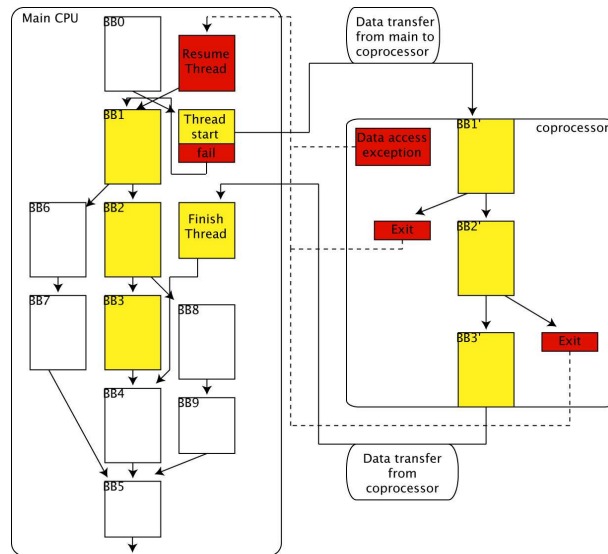 Main CPU
BB0
Resume
Thread
Data transfer
from main to
coprocessor
BB1
Thread
start
fail
coprocessor
Data access
exception
BB1'
BB6
BB2
Finish
Thread
Exit
BB2'
BB7
BB3
BB8
BB3'
Exit
BB4
BB9
Data transfer
from
coprocessor
BB5